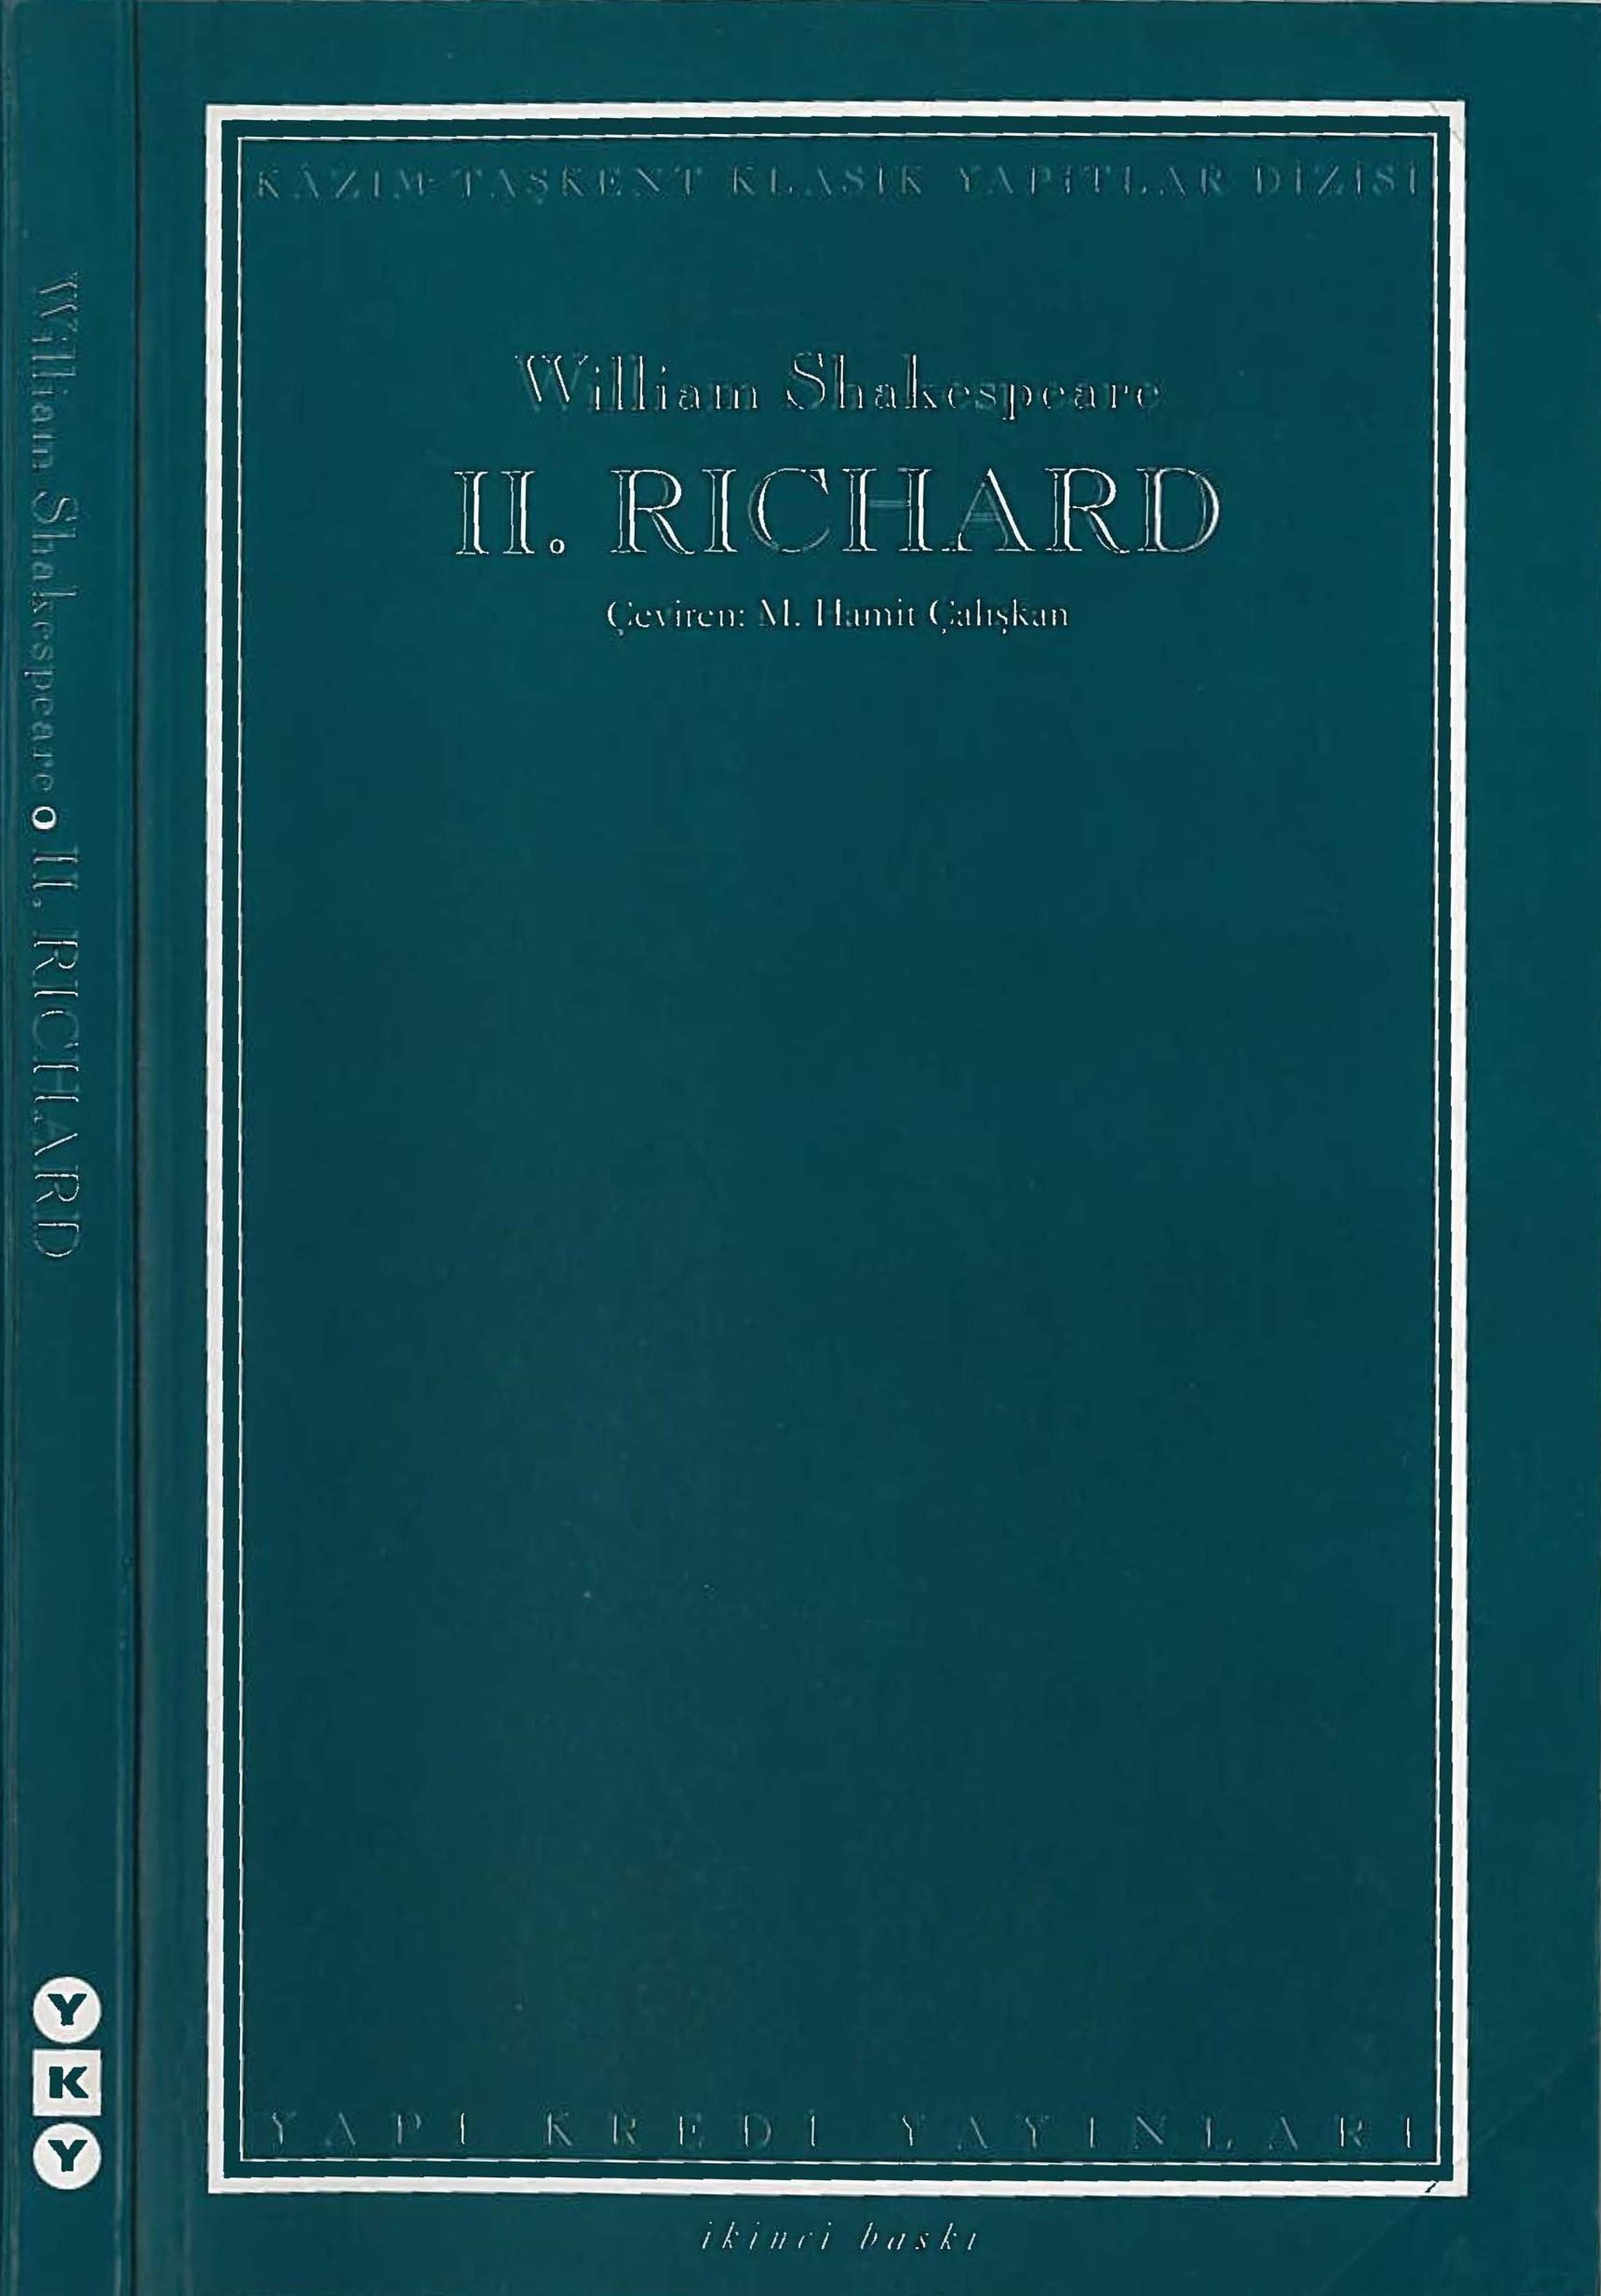 KÂZIM TAŞKENT KLASİK YAPITLAR DİZİSİ
William Shakespeare
II. RICHARD
Çeviren: M. Hamit Çalışkan
YAPI KREDİ YAYINLARI
ikinci baskı
William Shakespeare o II. RICHARD
Y
K
Y